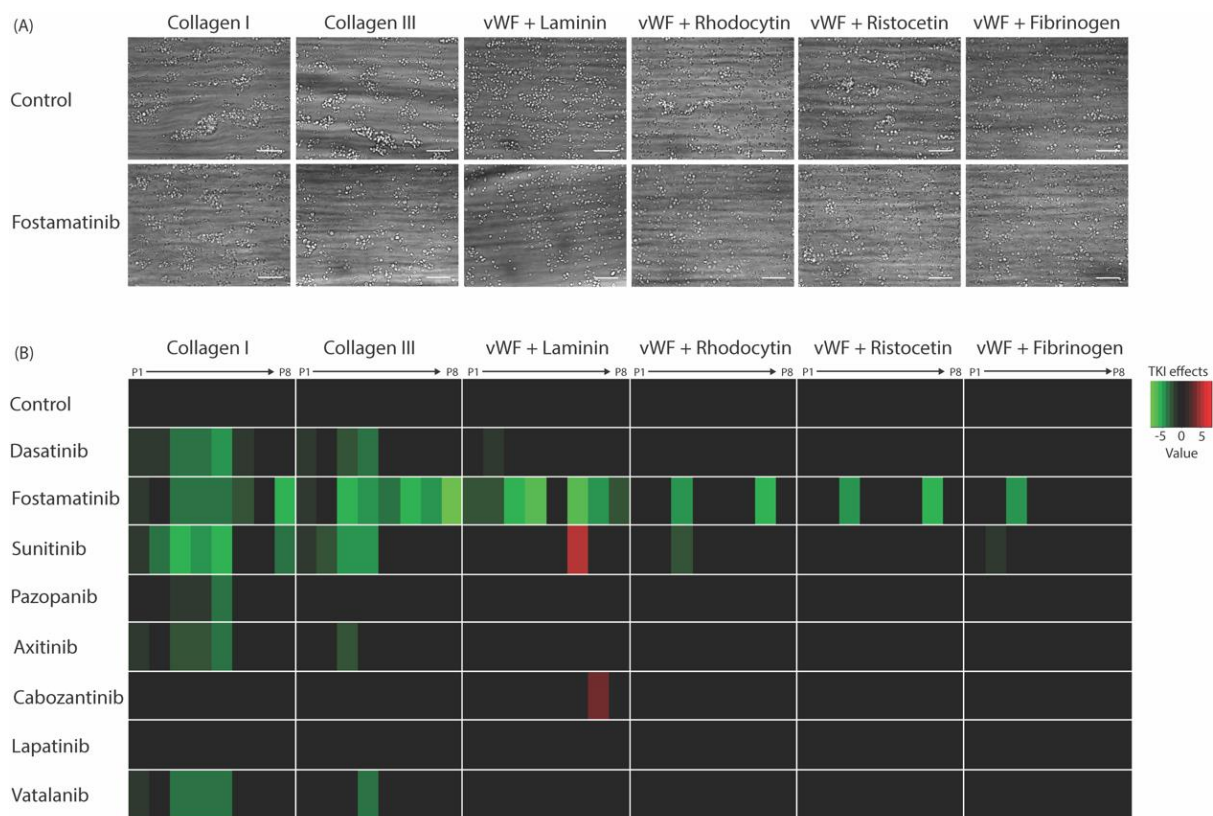 (A)
Collagen I Collagen III vWF + Laminin vWF + Rhodocytin vWF + Ristocetin vWF + Fibrinogen
Control
Fostamatinib
(B)
Collagen I Collagen III vWF + Laminin vWF + Rhodocytin vWF + Ristocetin vWF + Fibrinogen
P1 P8 P1 P8 P1 P8 P1 P8 P1 P8 P1 P8
TKI effects
-5 0 5
Value
Control
Dasatinib
Fostamatinib
Sunitinib
Pazopanib
Axitinib
Cabozantinib
Lapatinib
Vatalanib